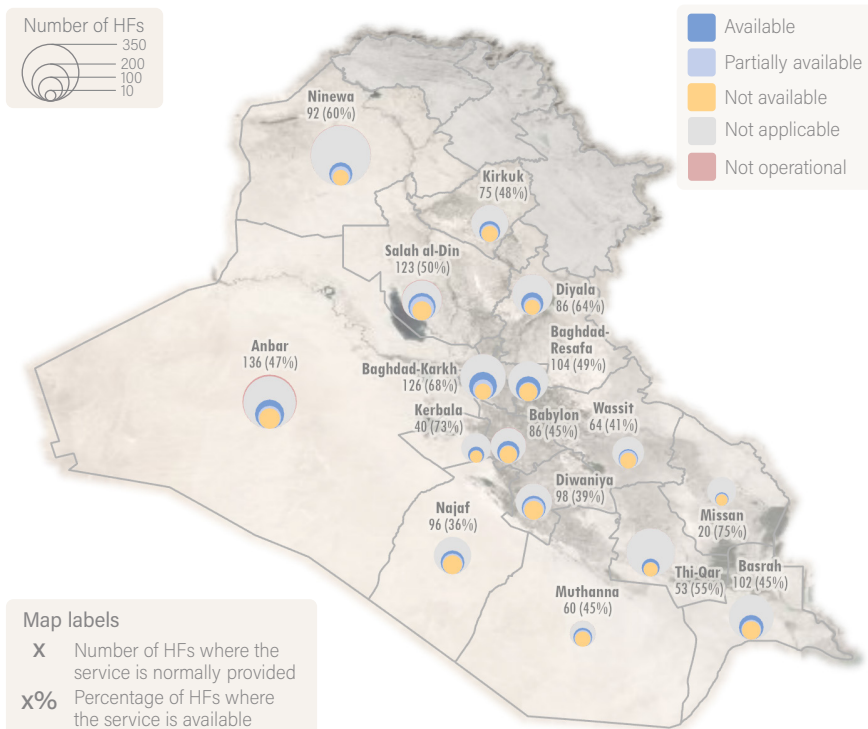 Number of HFs
350
200
100
10
Available
Partially available
Not available
Not applicable
Not operational
Ninewa
92 (60%)
Kirkuk
75 (48%)
Salah al-Din
123 (50%)
Diyala
86 (64%)
Baghdad-
Resafa
104 (49%)
Anbar
136 (47%)
Baghdad-Karkh
126 (68%)
Kerbala
40 (73%)
Babylon
86 (45%)
Wassit
64 (41%)
Diwaniya
98 (39%)
Najaf
96 (36%)
Missan
20 (75%)
Thi-Qar
53 (55%)
Basrah
102 (45%)
Muthanna
60 (45%)
Map labels
x Number of HFs where the
service is normally provided
x% Percentage of HFs where
the service is available